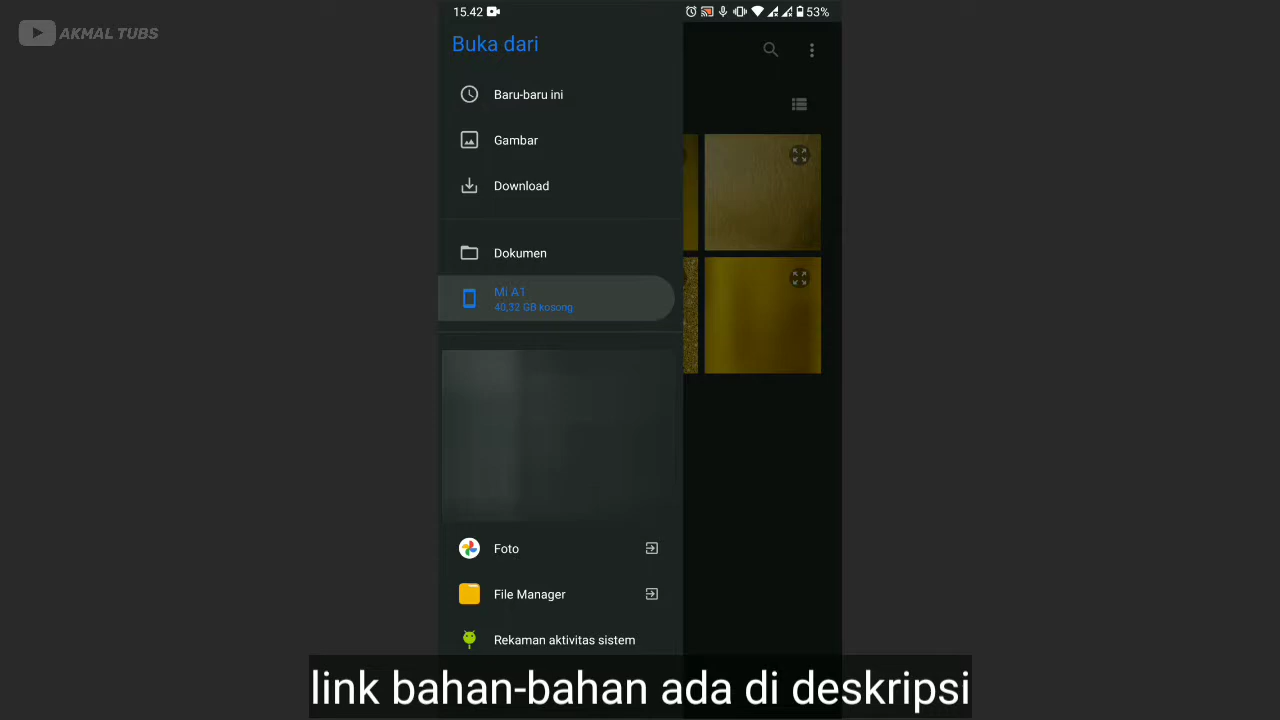 AKMAL TUBS
15.42
53%
Buka dari
Baru-baru ini
Gambar
Download
Dokumen
Mi A1
40,32 GB kosong
Foto
File Manager
Rekaman aktivitas sistem
link bahan-bahan ada di deskripsi